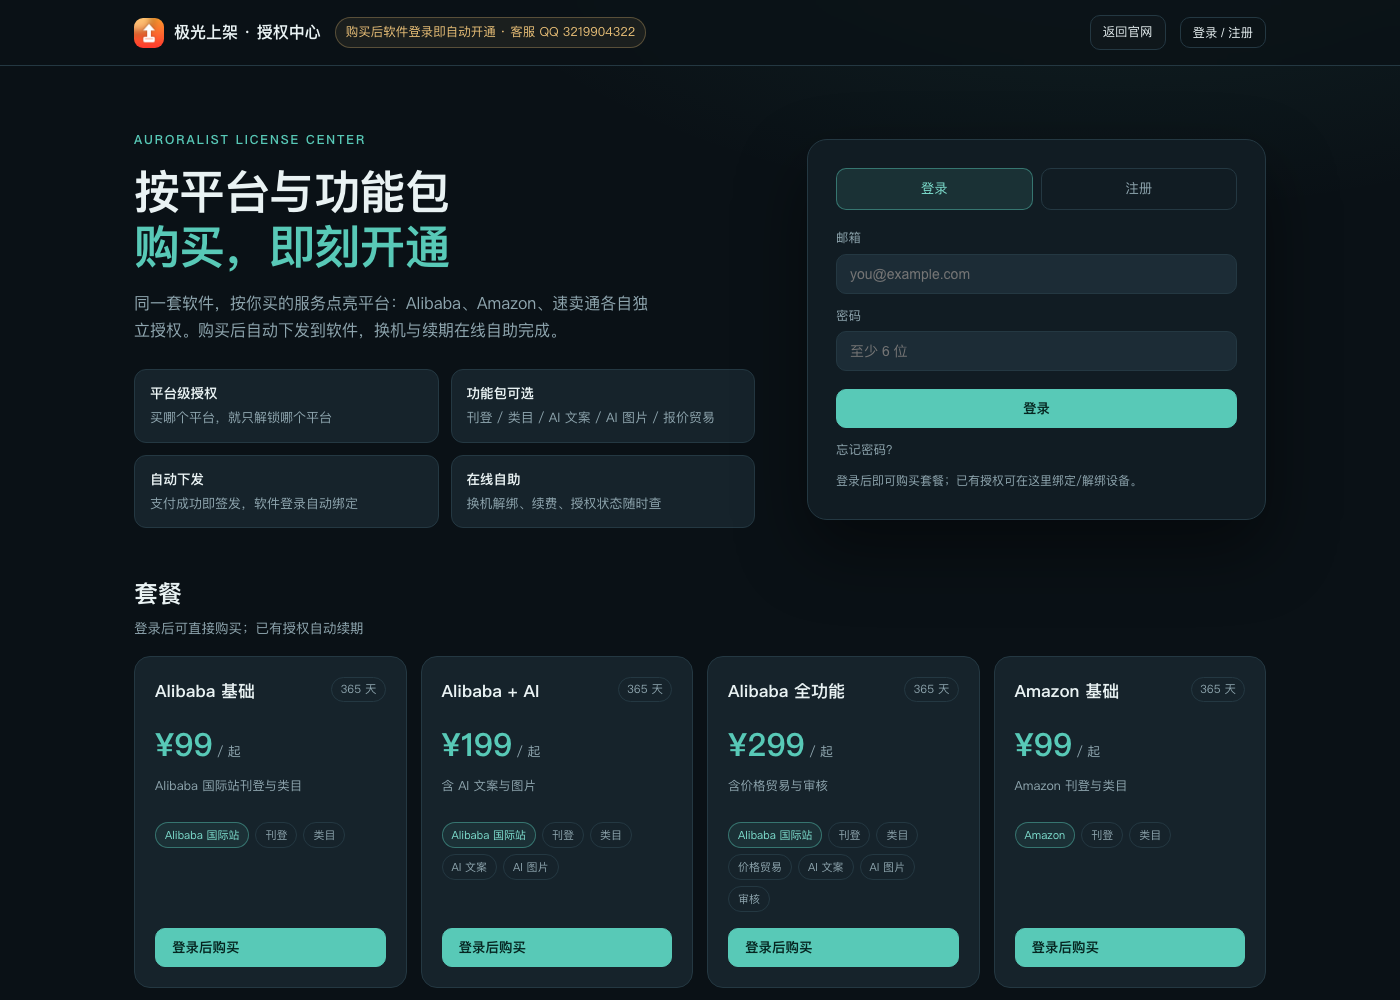 极光上架 · 授权中心
购买后软件登录即自动开通 · 客服 QQ 3219904322
返回官网
登录 / 注册
AURORALIST LICENSE CENTER
按平台与功能包
购买，即刻开通
同一套软件，按你买的服务点亮平台：Alibaba、Amazon、速卖通各自独
立授权。购买后自动下发到软件，换机与续期在线自助完成。
平台级授权
买哪个平台，就只解锁哪个平台
功能包可选
刊登 / 类目 / AI 文案 / AI 图片 / 报价贸易
自动下发
支付成功即签发，软件登录自动绑定
在线自助
换机解绑、续费、授权状态随时查
登录
注册
邮箱
you@example.com
密码
至少 6 位
登录
忘记密码?
登录后即可购买套餐；已有授权可在这里绑定/解绑设备。
套餐
登录后可直接购买；已有授权自动续期
Alibaba 基础
365 天
¥99 / 起
Alibaba 国际站刊登与类目
Alibaba 国际站
刊登
类目
登录后购买
Alibaba + AI
365 天
¥199 / 起
含 AI 文案与图片
Alibaba 国际站
刊登
类目
AI 文案
AI 图片
登录后购买
Alibaba 全功能
365 天
¥299 / 起
含价格贸易与审核
Alibaba 国际站
刊登
类目
价格贸易
AI 文案
AI 图片
审核
登录后购买
Amazon 基础
365 天
¥99 / 起
Amazon 刊登与类目
Amazon
刊登
类目
登录后购买